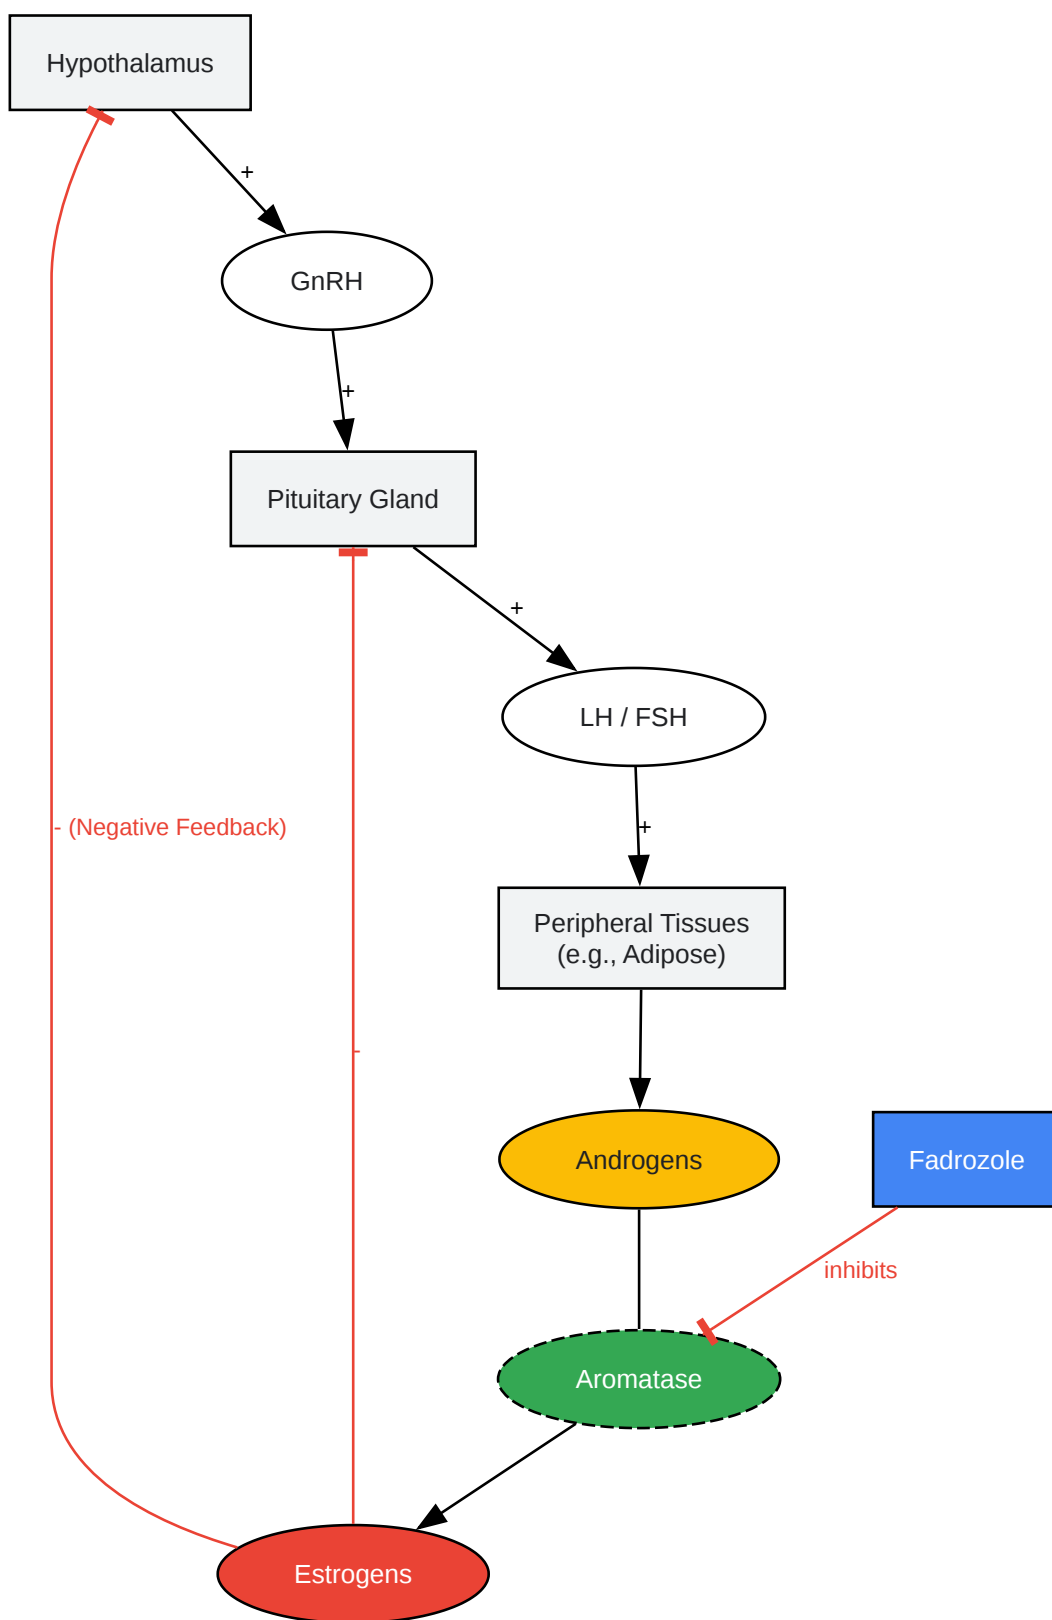 Hypothalamus
+
GnRH
+
Pituitary Gland
+
LH / FSH
- (Negative Feedback)
+
Peripheral Tissues
(e.g., Adipose)
-
Androgens
Fadrozole
inhibits
Aromatase
Estrogens